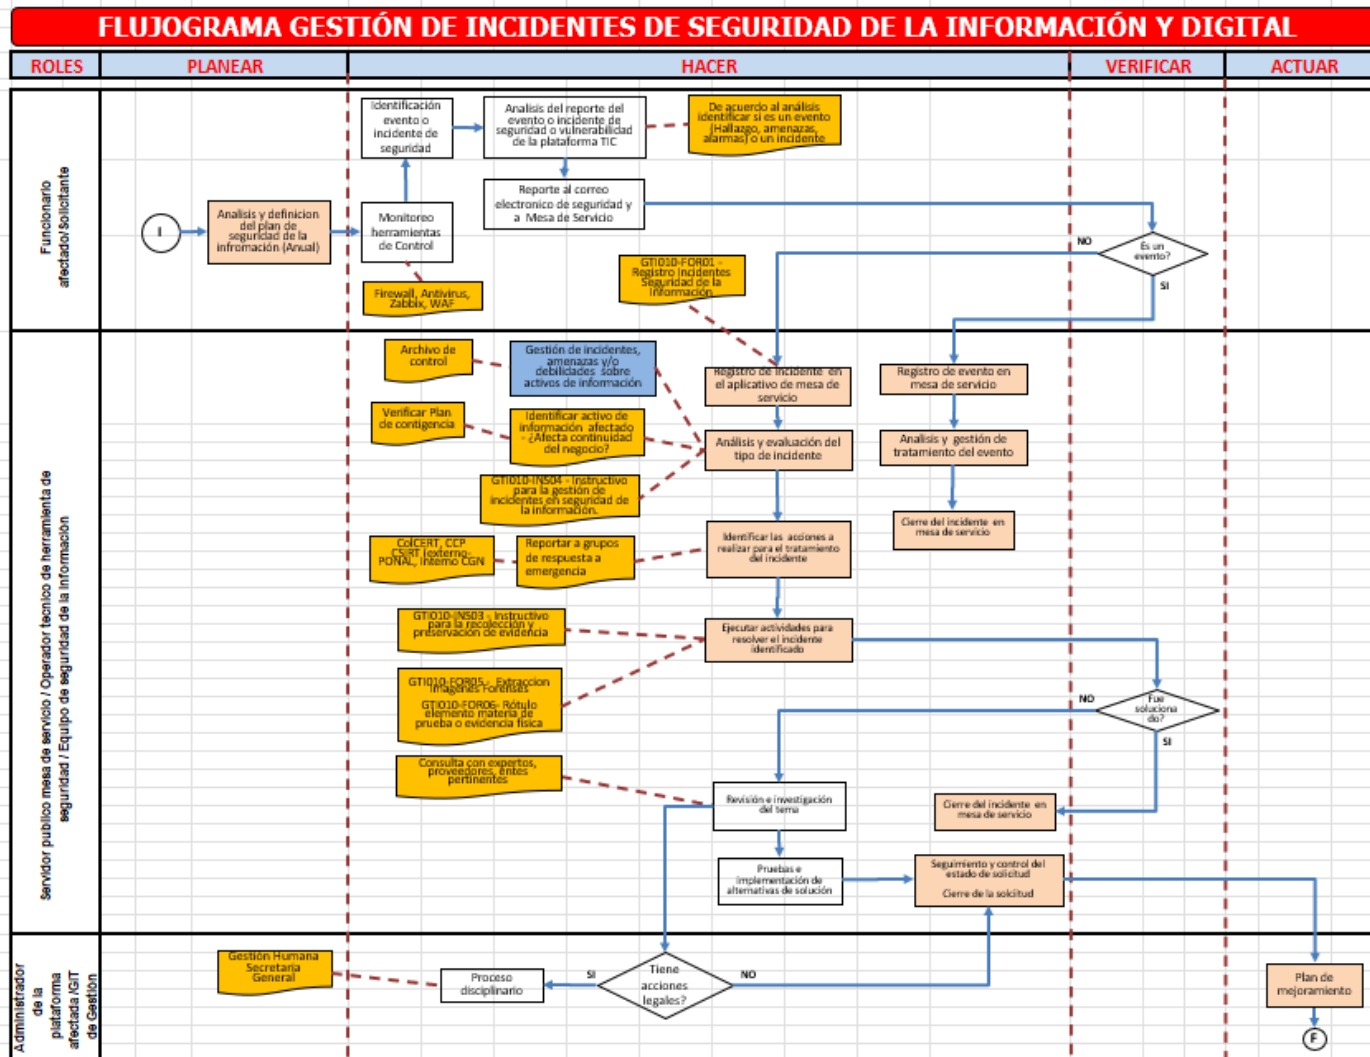 FLUJOGRAMA GESTIÓN DE INCIDENTES DE SEGURIDAD DE LA INFORMACIÓN Y DIGITAL
ROLES
PLANEAR
HACER
VERIFICAR
ACTUAR
Funcionario
afectado/Solicitante
I
Analisis y definicion
del plan de
seguridad de la
infromación (Anual)
Identificación
evento o
incidente de
seguridad
Monitoreo
herramientas
de Control
Firewall, Antivirus,
Zabbix, WAF
Analisis del reporte del
evento o incidente de
seguridad o vulnerabilidad
de la plataforma TIC
De acuerdo al análisis
identificar si es un evento
(Hallazgo, amenazas,
alarmas) o un incidente
Reporte al correo
electronico de seguridad y
a Mesa de Servicio
GTI010-FOR01 -
Registro Incidentes
Seguridad de la
Información
NO
Es un
evento?
SI
Servidor publico mesa de servicio / Operador tecnico de herramienta de
seguridad / Equipo de seguridad de la información
Archivo de
control
Gestión de incidentes,
amenazas y/o
debilidades sobre
activos de información
Registro de incidente en
el aplicativo de mesa de
servicio
Registro de evento en
mesa de servicio
Verificar Plan
de contigencia
Identificar activo de
información afectado
- ¿Afecta continuidad
del negocio?
Análisis y evaluación del
tipo de incidente
Analisis y gestión de
tratamiento del evento
GTI010-INS04 - Instructivo
para la gestión de
incidentes en seguridad de
la información.
Cierre del incidente en
mesa de servicio
ColCERT, CCP
CSIRT (externo-
PONAL, Interno CGN
Reportar a grupos
de respuesta a
emergencia
Identificar las acciones a
realizar para el tratamiento
del incidente
GTI010-INS03 - Instructivo
para la recolección y
preservación de evidencia
Ejecutar actividades para
resolver el incidente
identificado
GTI010-FOR05 - Extraccion
Imagenes Forenses
GTI010-FOR06- Rótulo
elemento materia de
prueba o evidencia física
NO
Fue
soluciona
do?
SI
Consulta con expertos,
proveedores, entes
pertinentes
Revisión e investigación
del tema
Cierre del incidente en
mesa de servicio
Pruebas e
implementación de
alternativas de solución
Seguimiento y control del
estado de solicitud
Cierre de la solcitud
Administrador
de la
plataforma
afectada /GIT
de Gestión
Gestión Humana
Secretaria
General
Proceso
disciplinario
SI
Tiene
acciones
legales?
NO
Plan de
mejoramiento
F